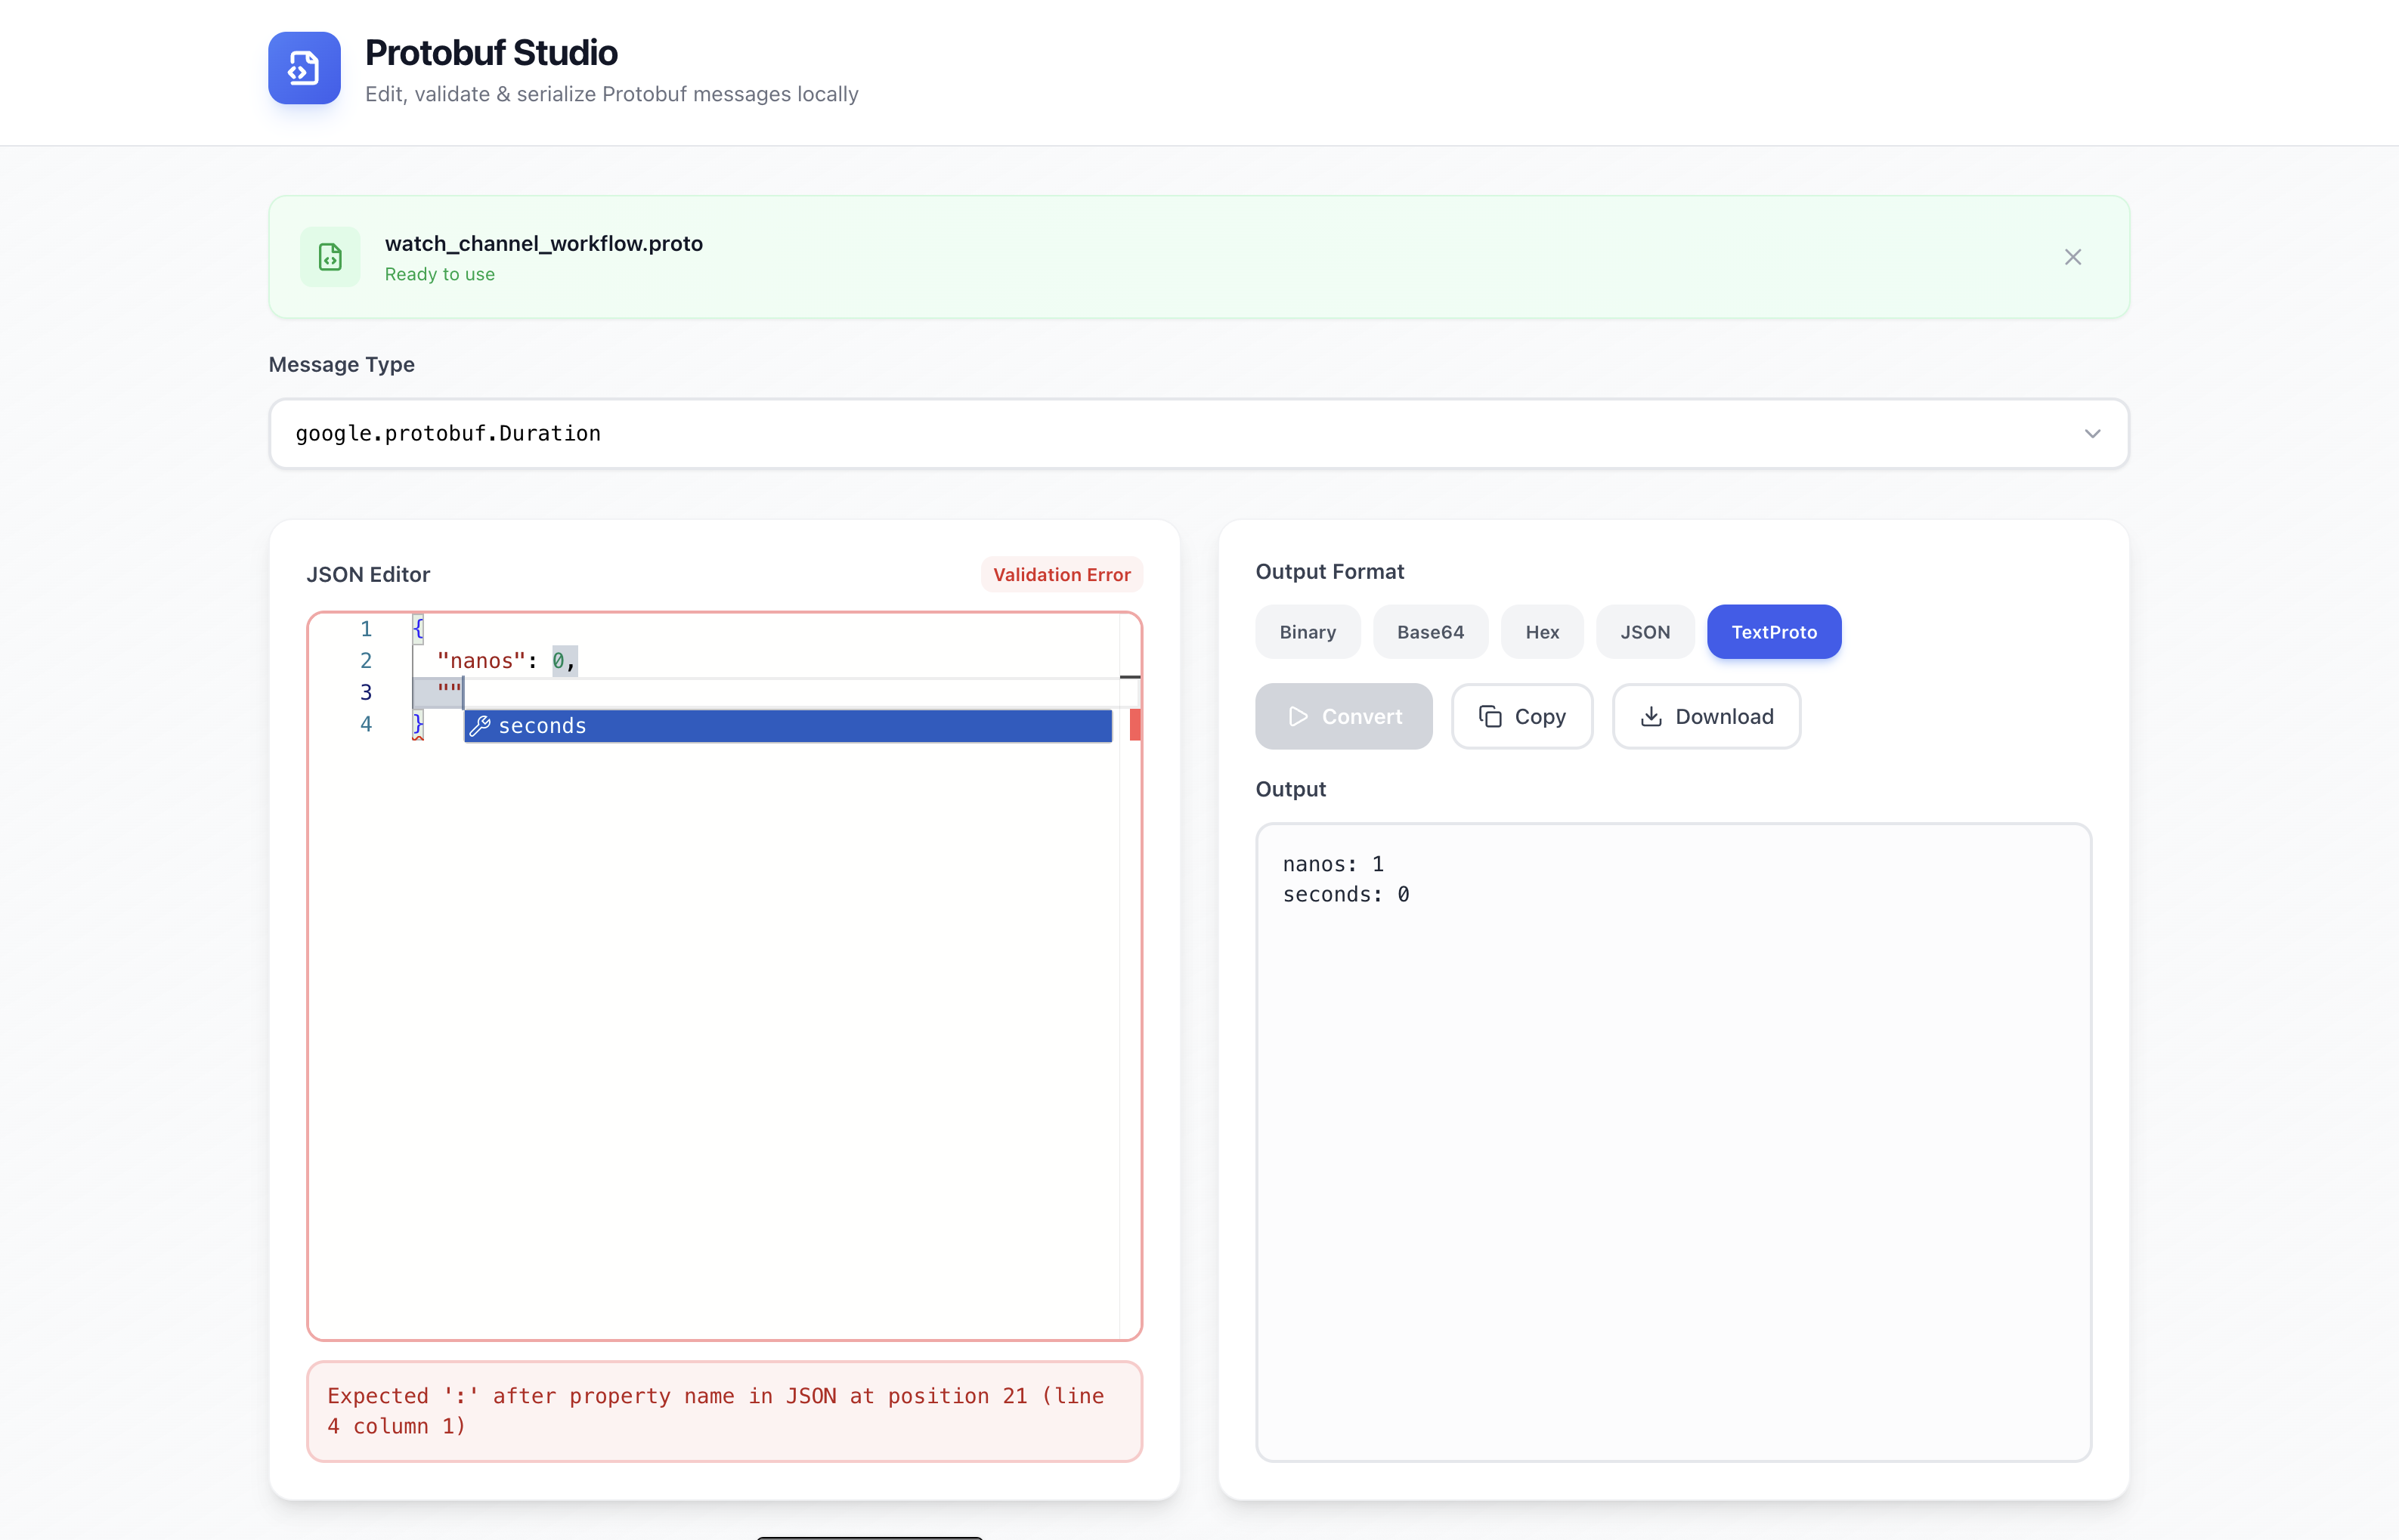 Protobuf Studio
Edit, validate & serialize Protobuf messages locally
watch_channel_workflow.proto
Ready to use
Message Type
google.protobuf.Duration
JSON Editor
Validation Error
1 {
2 "nanos": 0,
3 ""
4 }
seconds
Expected ':' after property name in JSON at position 21 (line
4 column 1)
Output Format
Binary Base64 Hex JSON TextProto
Convert Copy Download
Output
nanos: 1
seconds: 0